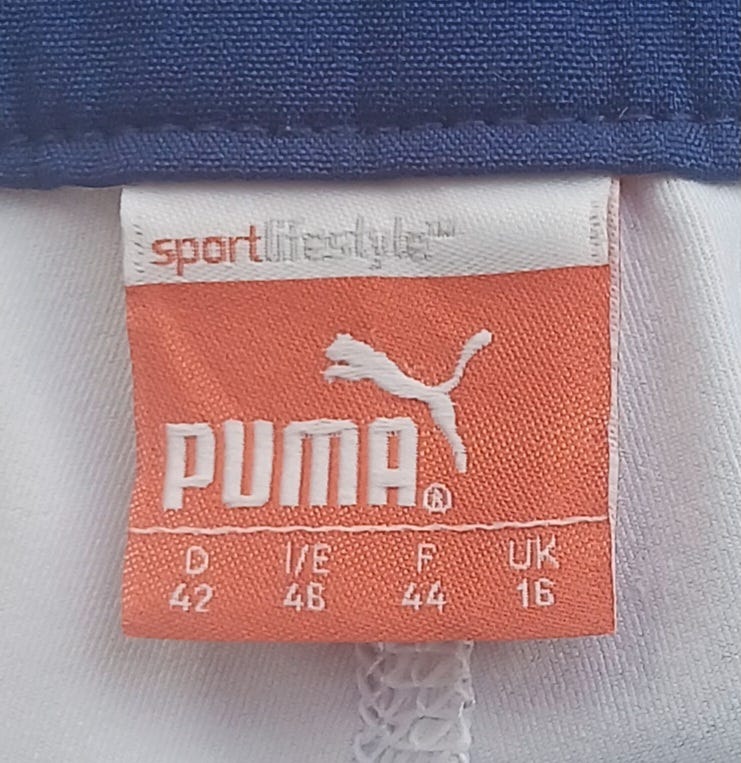 sportlifestyle™
PUMA®
D I/E F UK
42 46 44 16